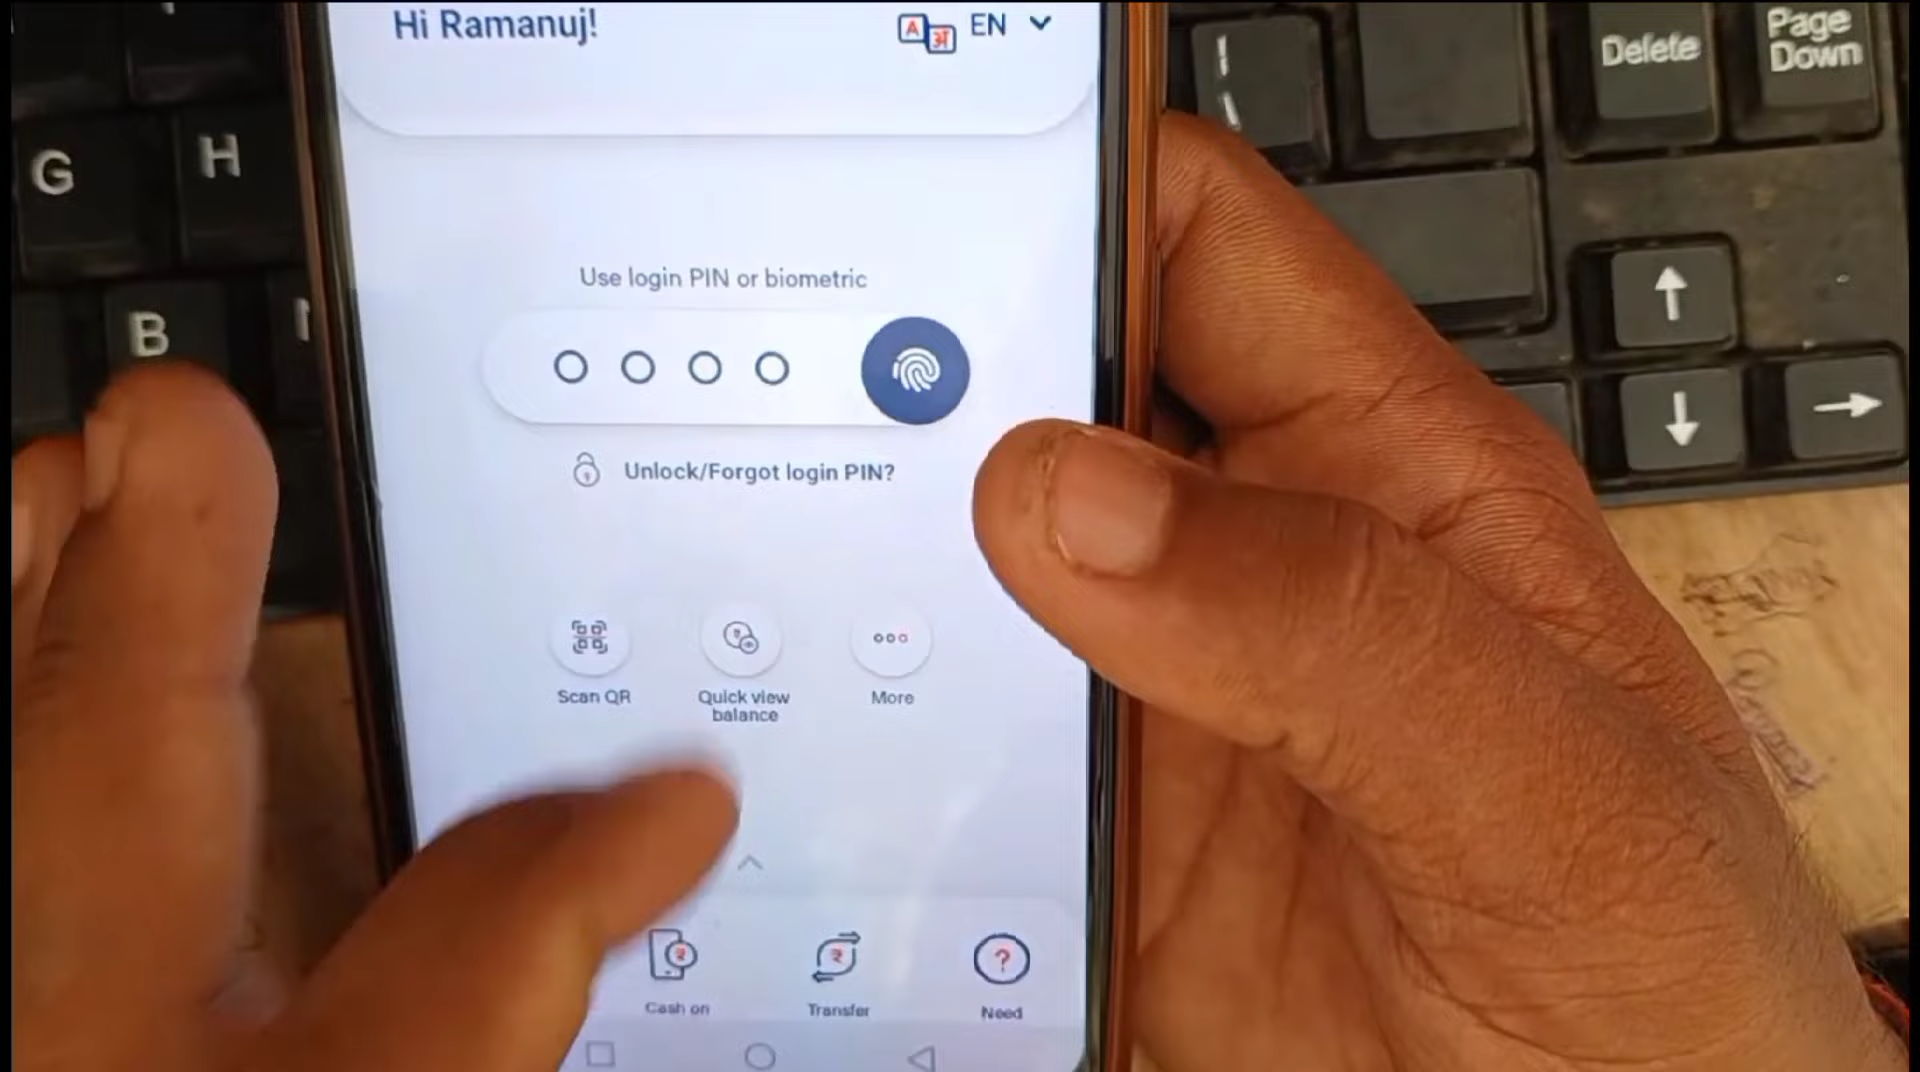 Hi Ramanuj!
A अ EN
Delete
Page
Down
G
H
B
Use login PIN or biometric
Unlock/Forgot login PIN?
Scan QR
Quick view
balance
More
₹
₹
?
Cash on
Transfer
Need